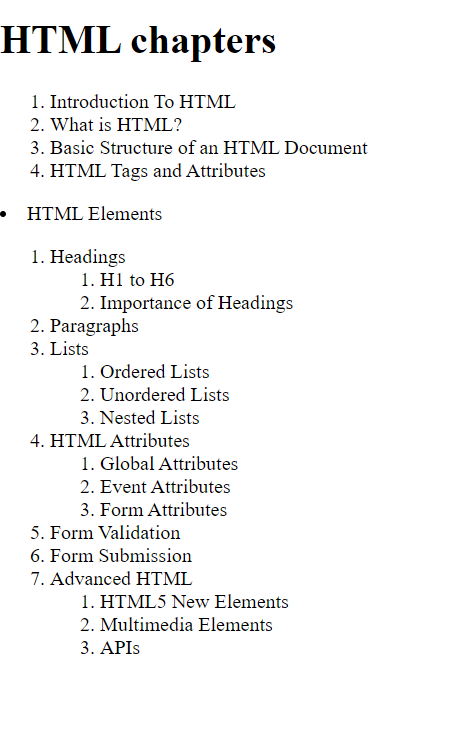 HTML chapters
1. Introduction To HTML
2. What is HTML?
3. Basic Structure of an HTML Document
4. HTML Tags and Attributes
• HTML Elements
1. Headings
1. H1 to H6
2. Importance of Headings
2. Paragraphs
3. Lists
1. Ordered Lists
2. Unordered Lists
3. Nested Lists
4. HTML Attributes
1. Global Attributes
2. Event Attributes
3. Form Attributes
5. Form Validation
6. Form Submission
7. Advanced HTML
1. HTML5 New Elements
2. Multimedia Elements
3. APIs